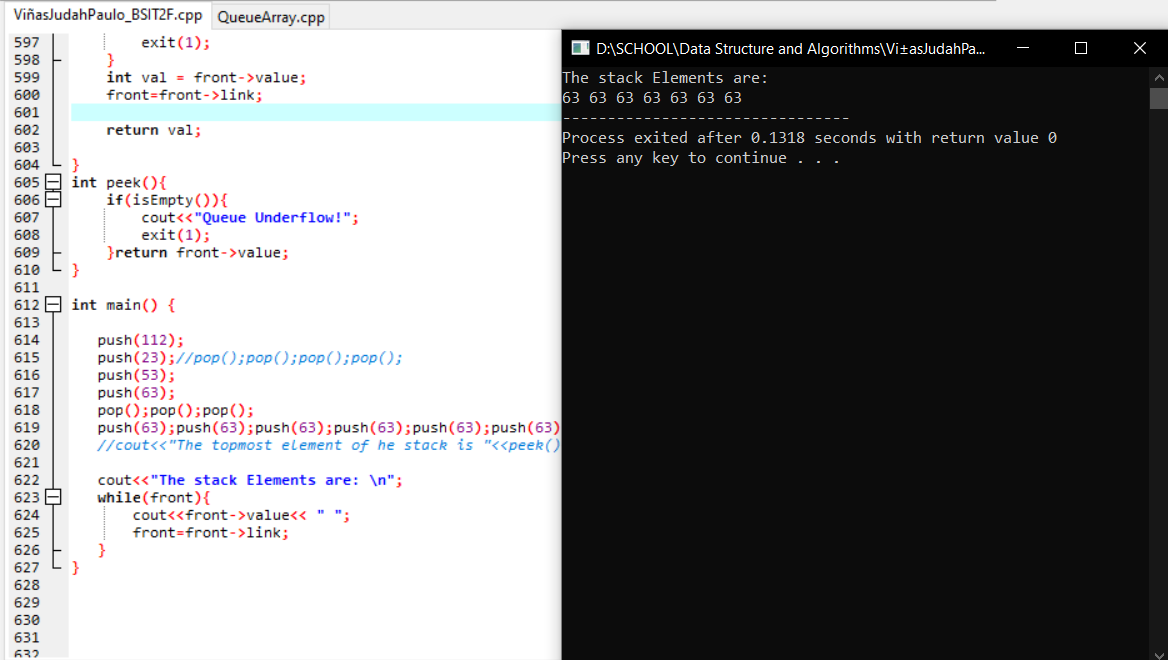 ViñasJudahPaulo_BSIT2F.cpp QueueArray.cpp
597 exit(1);
598 }
599 int val = front->value;
600 front=front->link;
601
602 return val;
603
604 }
605 int peek(){
606 if(isEmpty()){
607 cout<<"Queue Underflow!";
608 exit(1);
609 }return front->value;
610 }
611
612 int main() {
613
614 push(112);
615 push(23);//pop();pop();pop();pop();
616 push(53);
617 push(63);
618 pop();pop();pop();
619 push(63);push(63);push(63);push(63);push(63);push(63)
620 //cout<<"The topmost element of he stack is "<<peek()
621
622 cout<<"The stack Elements are: \n";
623 while(front){
624 cout<<front->value<< " ";
625 front=front->link;
626 }
627 }
628
629
630
631
632
D:\SCHOOL\Data Structure and Algorithms\Vi±asJudahPa...
The stack Elements are:
63 63 63 63 63 63 63
--------------------------------
Process exited after 0.1318 seconds with return value 0
Press any key to continue . . .